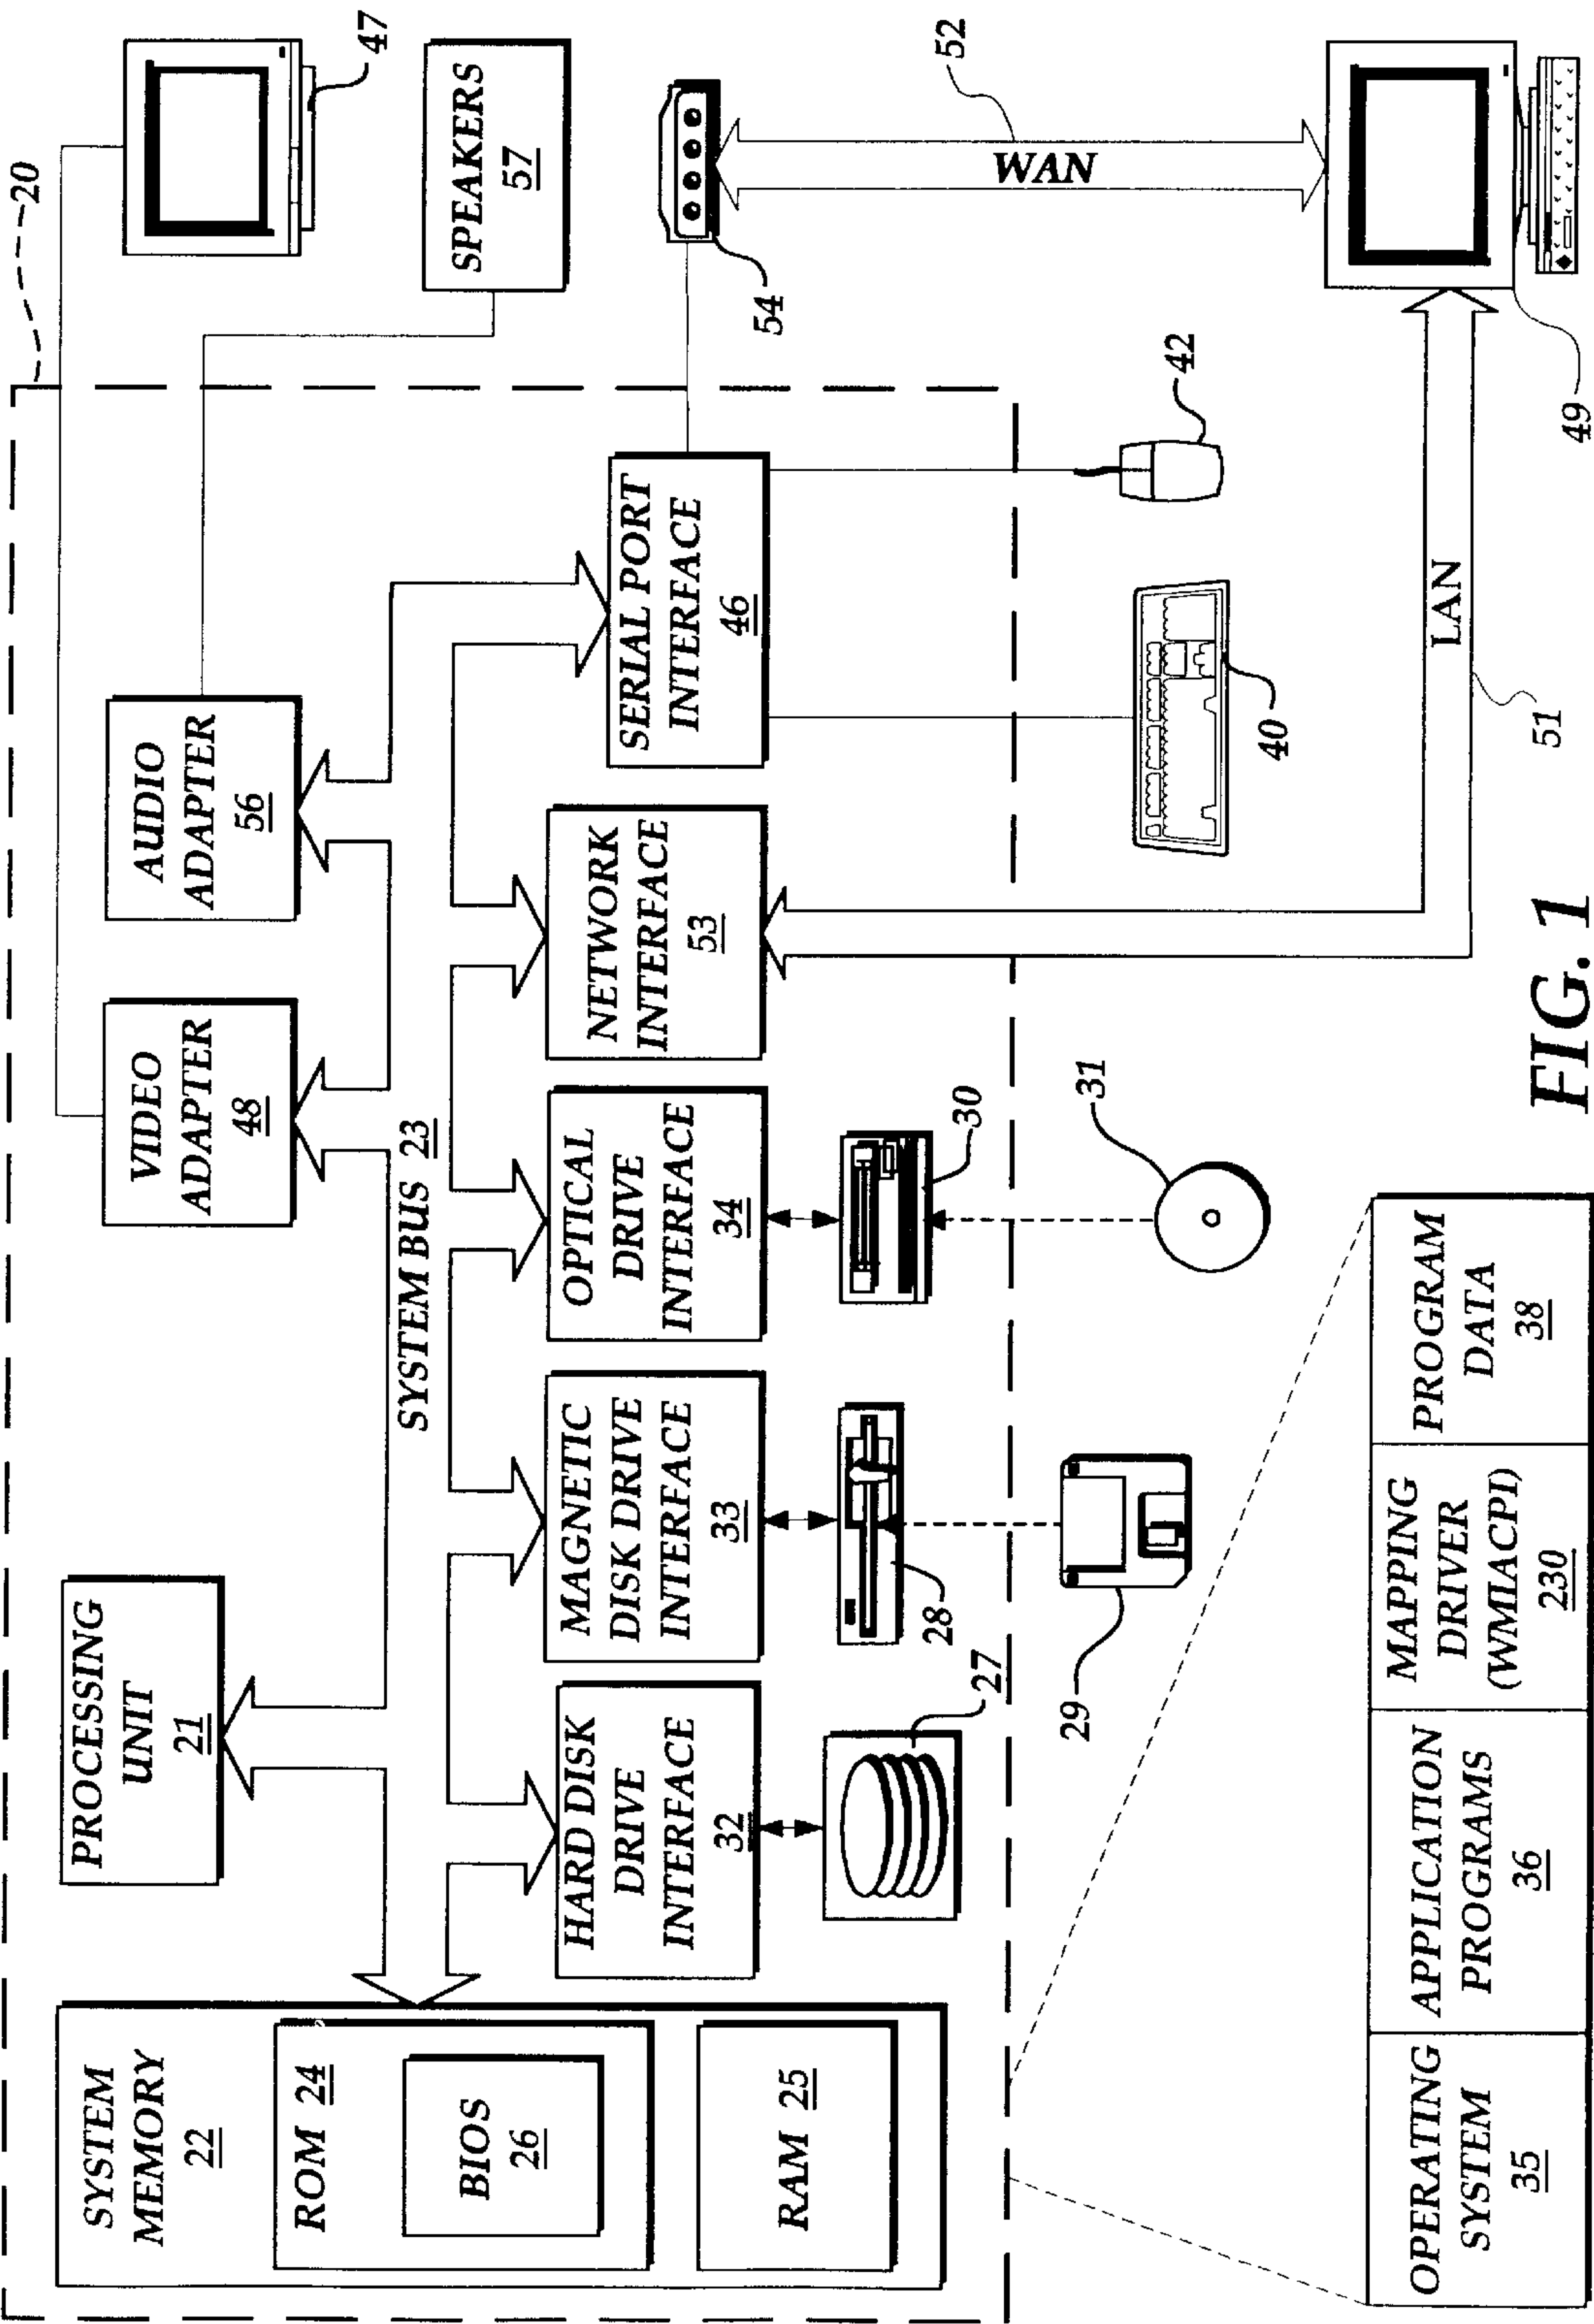 20
SYSTEM
MEMORY
22
ROM 24
BIOS
26
RAM 25
PROCESSING
UNIT
21
VIDEO
ADAPTER
48
AUDIO
ADAPTER
56
47
SPEAKERS
57
SYSTEM BUS 23
HARD DISK
DRIVE
INTERFACE
32
MAGNETIC
DISK DRIVE
INTERFACE
33
OPTICAL
DRIVE
INTERFACE
34
NETWORK
INTERFACE
53
SERIAL PORT
INTERFACE
46
54
27
28
30
52
WAN
29
31
40
42
OPERATING
SYSTEM
35
APPLICATION
PROGRAMS
36
MAPPING
DRIVER
(WMIACPI)
230
PROGRAM
DATA
38
LAN
51
49
FIG. 1